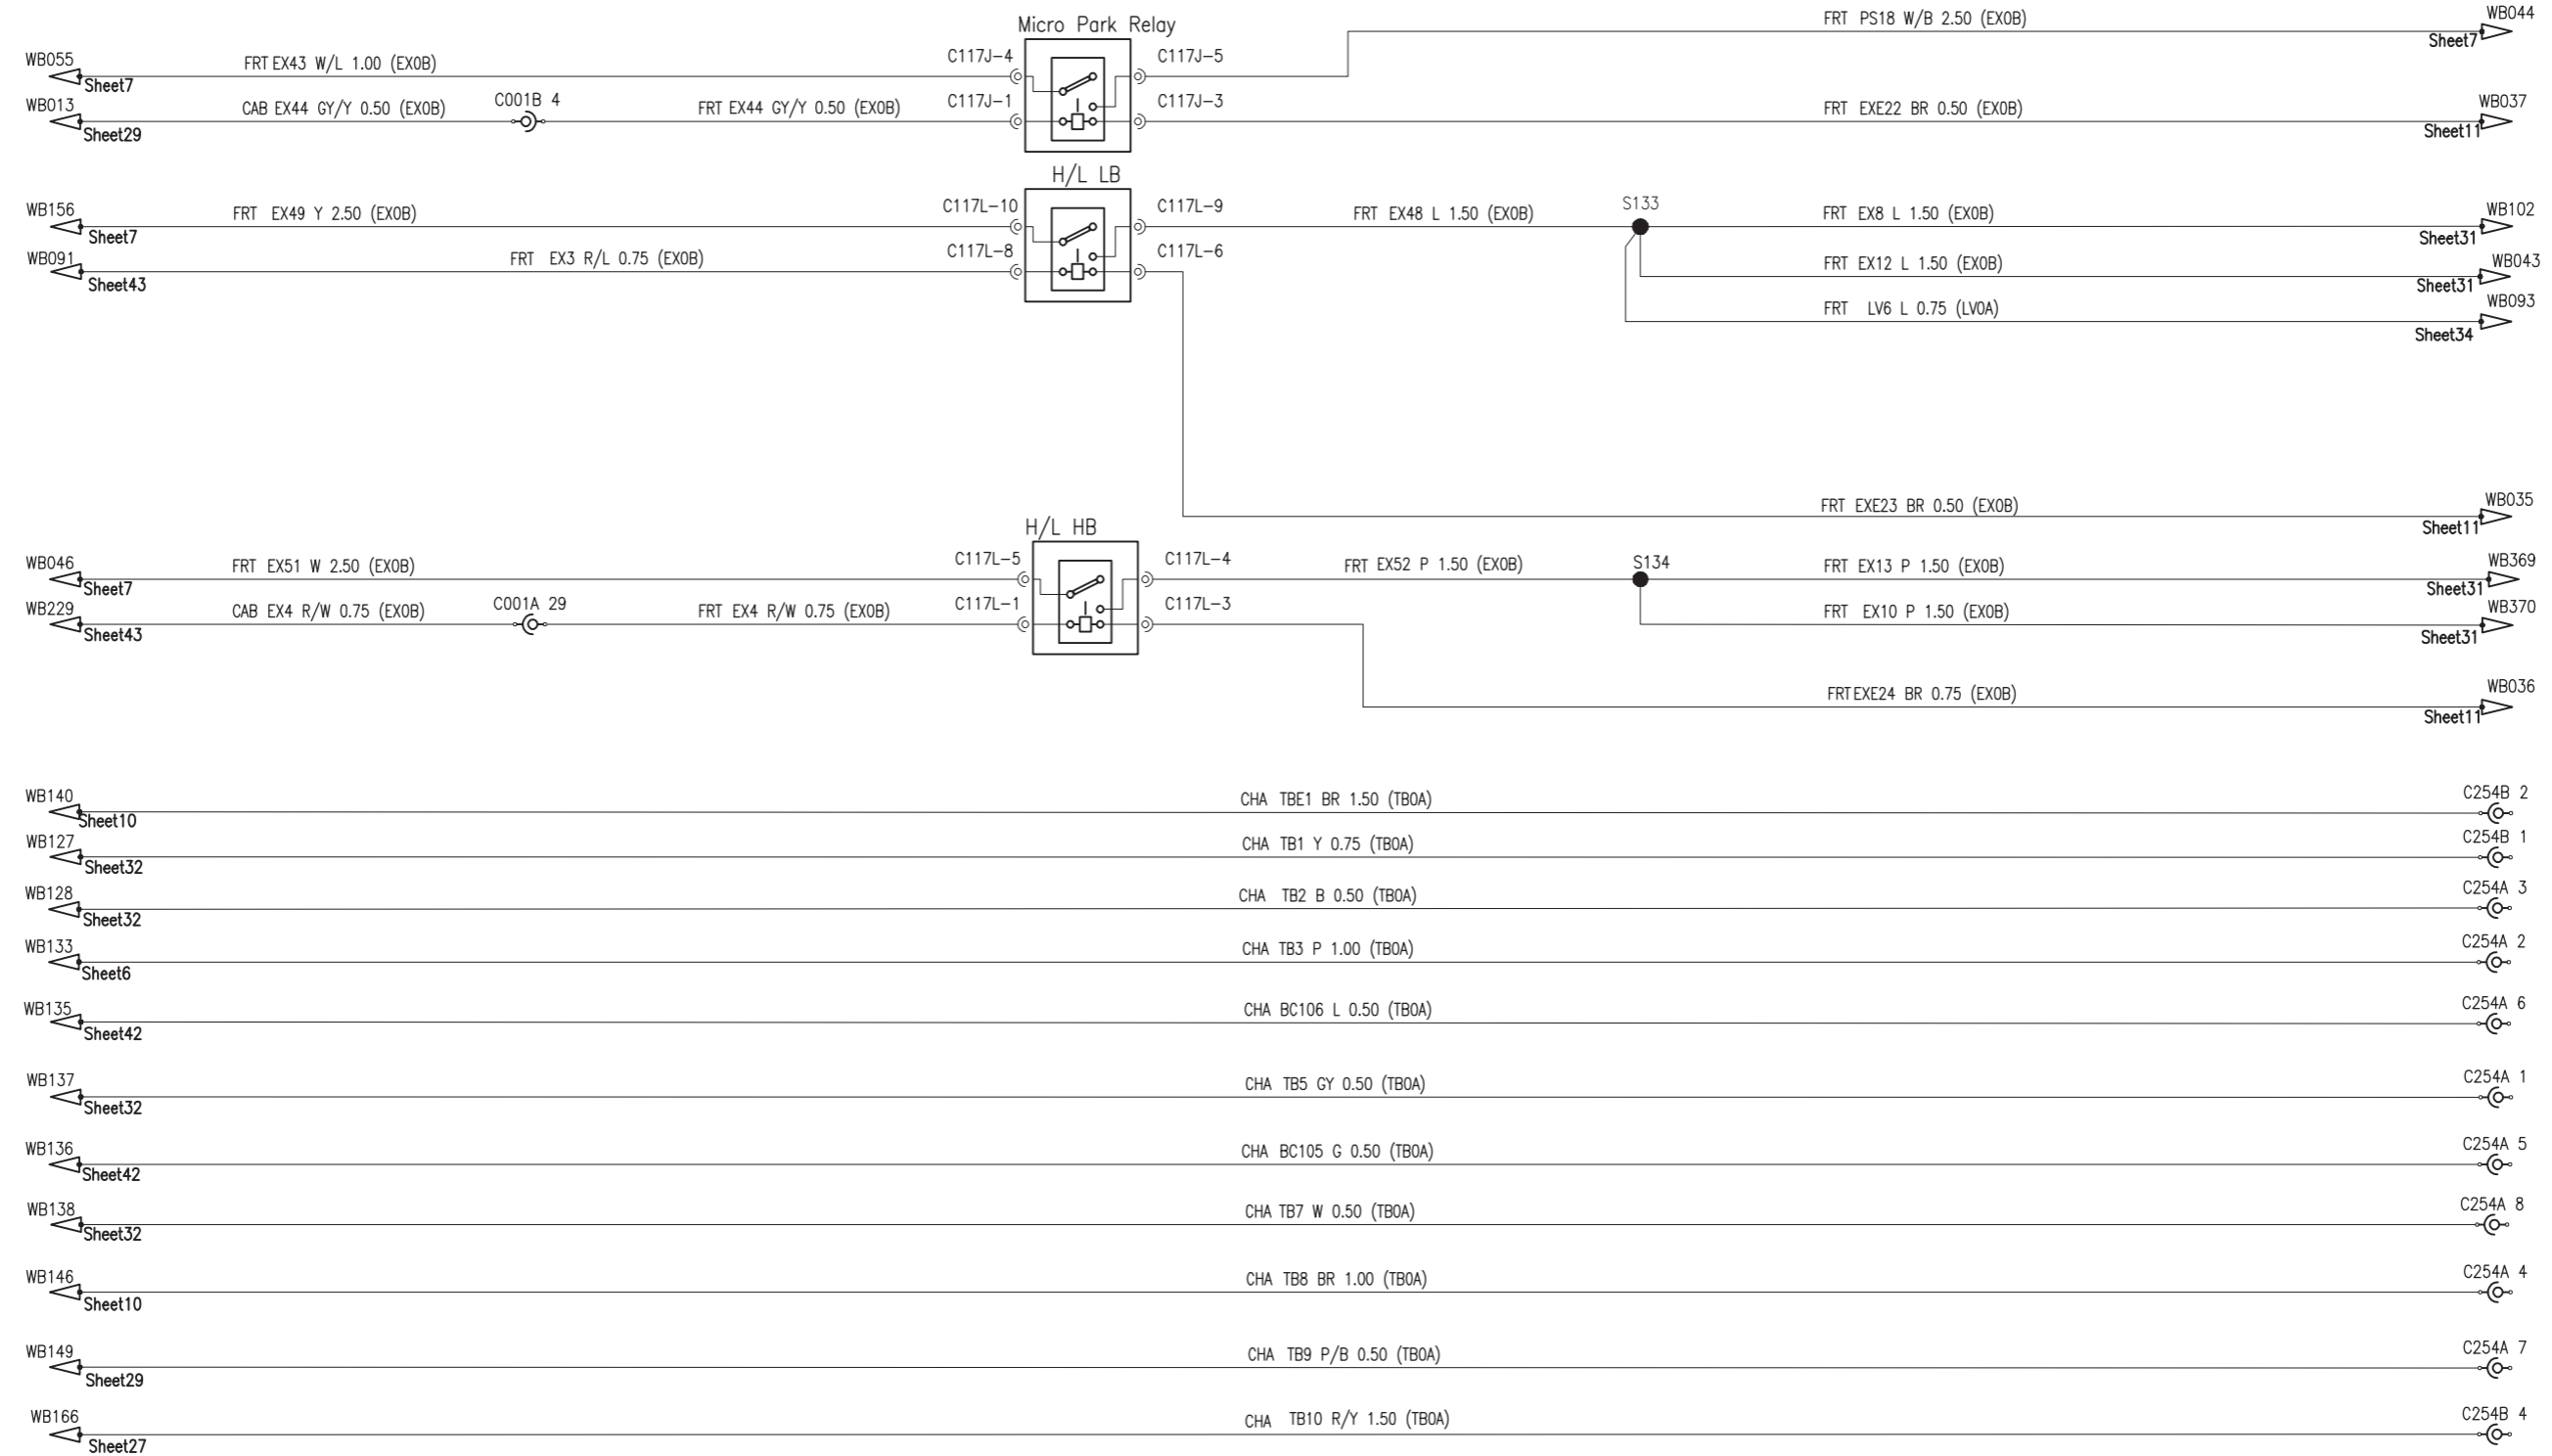 Micro Park Relay
FRT PS18 W/B 2.50 (EX0B)
WB044
Sheet7
WB055
Sheet7
FRT EX43 W/L 1.00 (EX0B)
C117J-4
C117J-5
WB013
Sheet29
CAB EX44 GY/Y 0.50 (EX0B)
C001B 4
FRT EX44 GY/Y 0.50 (EX0B)
C117J-1
C117J-3
FRT EXE22 BR 0.50 (EX0B)
WB037
Sheet11
H/L LB
WB156
Sheet7
FRT EX49 Y 2.50 (EX0B)
C117L-10
C117L-9
FRT EX48 L 1.50 (EX0B)
S133
FRT EX8 L 1.50 (EX0B)
WB102
Sheet31
WB091
Sheet43
FRT EX3 R/L 0.75 (EX0B)
C117L-8
C117L-6
FRT EX12 L 1.50 (EX0B)
WB043
Sheet31
FRT LV6 L 0.75 (LV0A)
WB093
Sheet34
FRT EXE23 BR 0.50 (EX0B)
WB035
Sheet11
H/L HB
WB046
Sheet7
FRT EX51 W 2.50 (EX0B)
C117L-5
C117L-4
FRT EX52 P 1.50 (EX0B)
S134
FRT EX13 P 1.50 (EX0B)
WB369
Sheet31
WB229
Sheet43
CAB EX4 R/W 0.75 (EX0B)
C001A 29
FRT EX4 R/W 0.75 (EX0B)
C117L-1
C117L-3
FRT EX10 P 1.50 (EX0B)
WB370
Sheet31
FRT EXE24 BR 0.75 (EX0B)
WB036
Sheet11
WB140
Sheet10
CHA TBE1 BR 1.50 (TB0A)
C254B 2
WB127
Sheet32
CHA TB1 Y 0.75 (TB0A)
C254B 1
WB128
Sheet32
CHA TB2 B 0.50 (TB0A)
C254A 3
WB133
Sheet6
CHA TB3 P 1.00 (TB0A)
C254A 2
WB135
Sheet42
CHA BC106 L 0.50 (TB0A)
C254A 6
WB137
Sheet32
CHA TB5 GY 0.50 (TB0A)
C254A 1
WB136
Sheet42
CHA BC105 G 0.50 (TB0A)
C254A 5
WB138
Sheet32
CHA TB7 W 0.50 (TB0A)
C254A 8
WB146
Sheet10
CHA TB8 BR 1.00 (TB0A)
C254A 4
WB149
Sheet29
CHA TB9 P/B 0.50 (TB0A)
C254A 7
WB166
Sheet27
CHA TB10 R/Y 1.50 (TB0A)
C254B 4